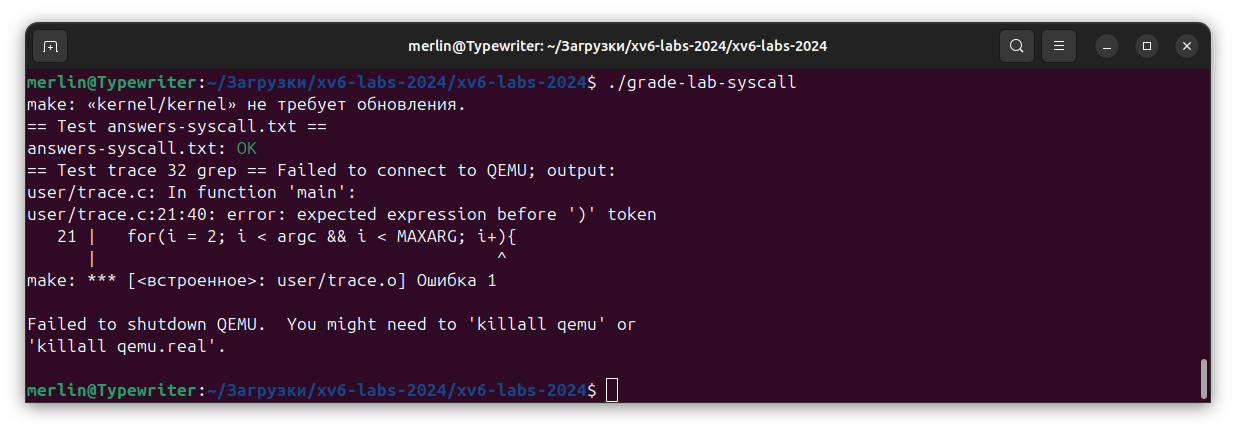 merlin@Typewriter: ~/Загрузки/xv6-labs-2024/xv6-labs-2024
merlin@Typewriter:~/Загрузки/xv6-labs-2024/xv6-labs-2024$ ./grade-lab-syscall
make: «kernel/kernel» не требует обновления.
== Test answers-syscall.txt ==
answers-syscall.txt: OK
== Test trace 32 grep == Failed to connect to QEMU; output:
user/trace.c: In function 'main':
user/trace.c:21:40: error: expected expression before ')' token
   21 |   for(i = 2; i < argc && i < MAXARG; i+){
      |                                        ^
make: *** [<встроенное>: user/trace.o] Ошибка 1
Failed to shutdown QEMU.  You might need to 'killall qemu' or
'killall qemu.real'.
merlin@Typewriter:~/Загрузки/xv6-labs-2024/xv6-labs-2024$